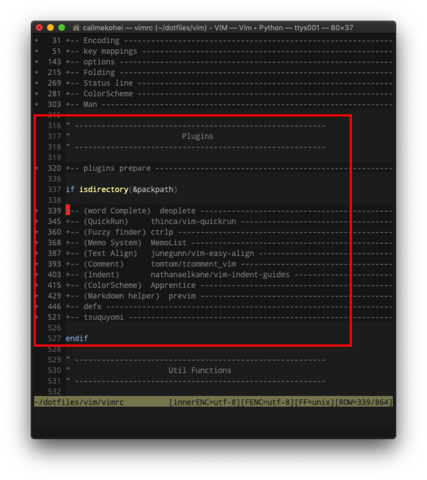 callmekohei — vimrc (~/dotfiles/vim) - VIM — Vim • Python — ttys001 — 80×37
+ 31 +-- Encoding ------------------------------------------------
+ 51 +-- key mappings --------------------------------------------
+ 143 +-- options -------------------------------------------------
+ 215 +-- Folding -------------------------------------------------
+ 269 +-- Status line ---------------------------------------------
+ 281 +-- ColorScheme ---------------------------------------------
+ 303 +-- Man -----------------------------------------------------
315
316 " ---------------------------------------------------
317 " Plugins
318 " ---------------------------------------------------
319
+ 320 +-- plugins prepare -----------------------------------------
336
337 if isdirectory(&packpath)
338
+ 339 +-- (word Complete) deoplete --------------------------------
+ 345 +-- (QuickRun) thinca/vim-quickrun --------------------------
+ 360 +-- (Fuzzy finder) ctrlp ------------------------------------
+ 368 +-- (Memo System) MemoList ----------------------------------
+ 387 +-- (Text Align) junegunn/vim-easy-align --------------------
+ 393 +-- (Comment) tomtom/tcomment_vim ---------------------------
+ 403 +-- (Indent) nathanaelkane/vim-indent-guides ----------------
+ 415 +-- (ColorScheme) Apprentice --------------------------------
+ 429 +-- (Markdown helper) previm --------------------------------
+ 446 +-- defx ----------------------------------------------------
+ 521 +-- tsuquyomi -----------------------------------------------
526
527 endif
528
529 " ---------------------------------------------------
530 " Util Functions
531 " ---------------------------------------------------
532
~/dotfiles/vim/vimrc [innerENC=utf-8][FENC=utf-8][FF=unix][ROW=339/864]